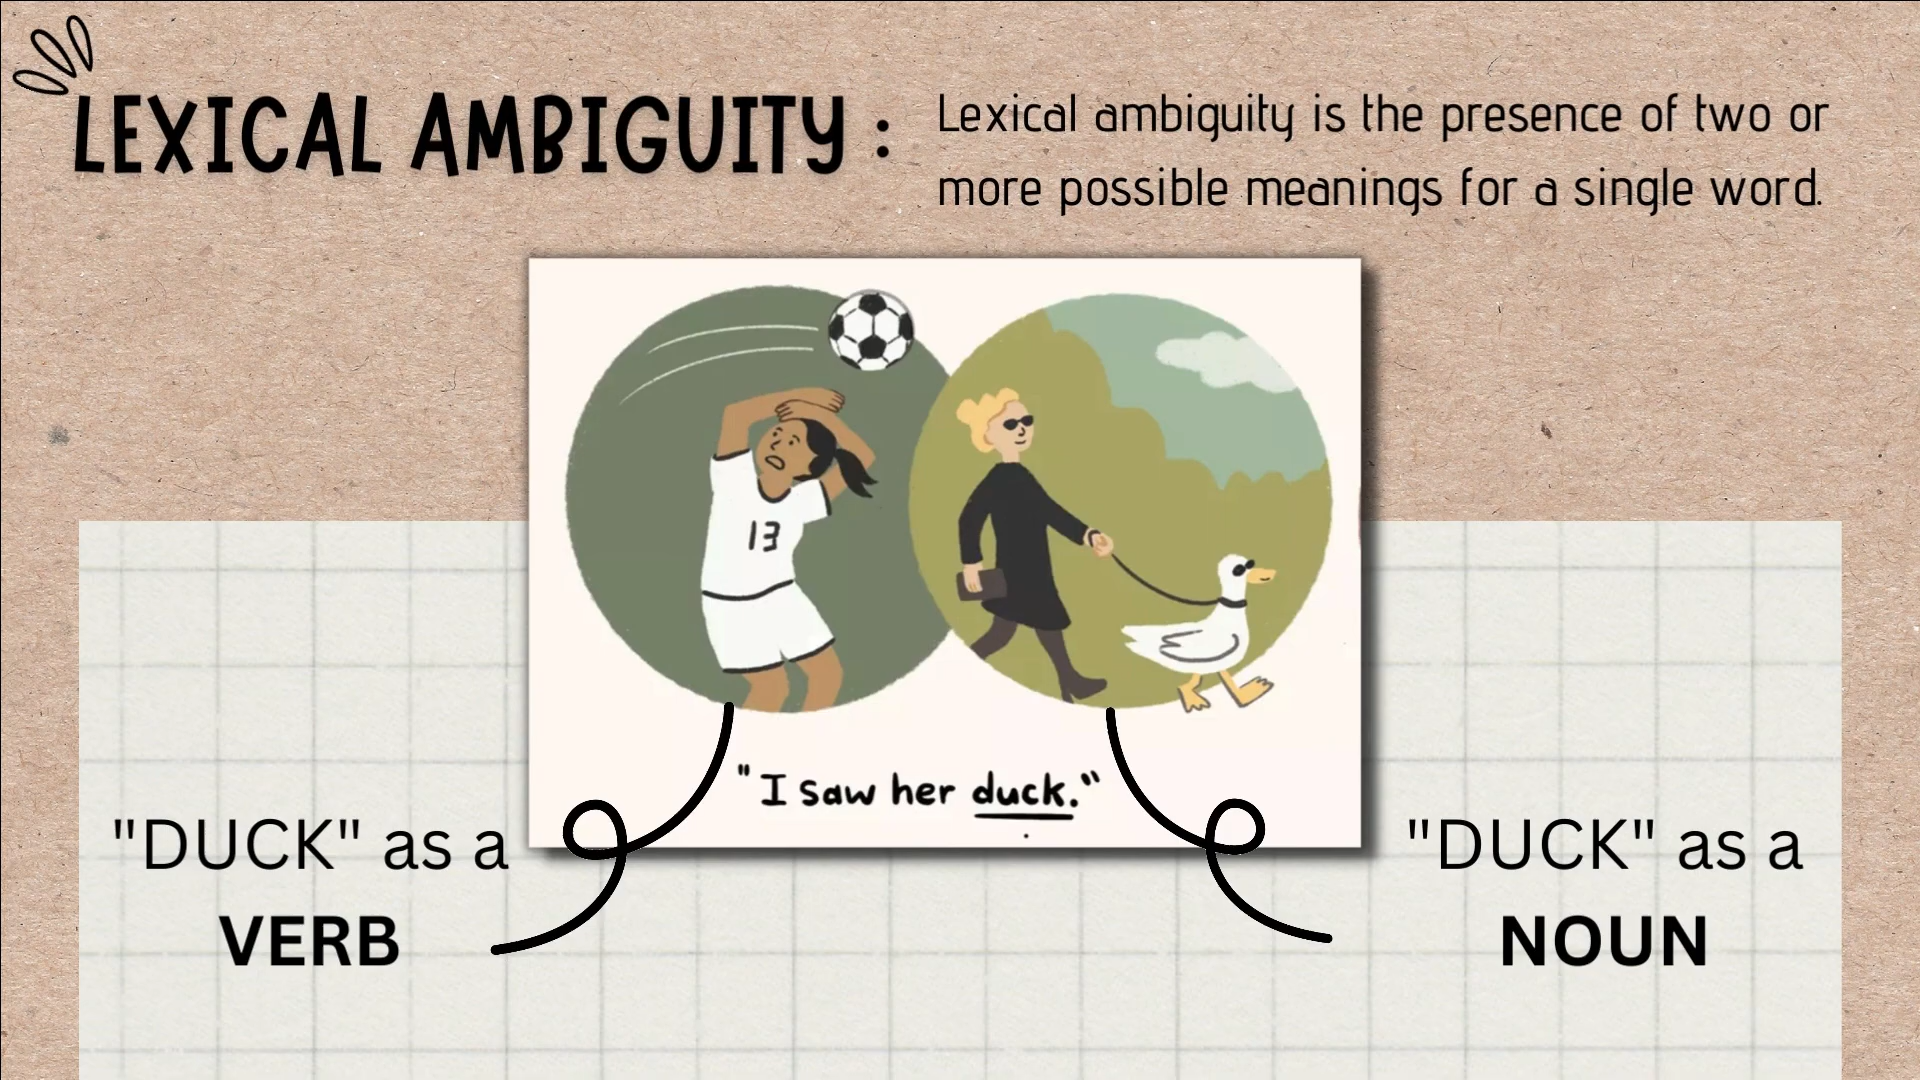 LEXICAL AMBIGUITY :
Lexical ambiguity is the presence of two or
more possible meanings for a single word.
13
"I saw her duck."
"DUCK" as a
VERB
"DUCK" as a
NOUN